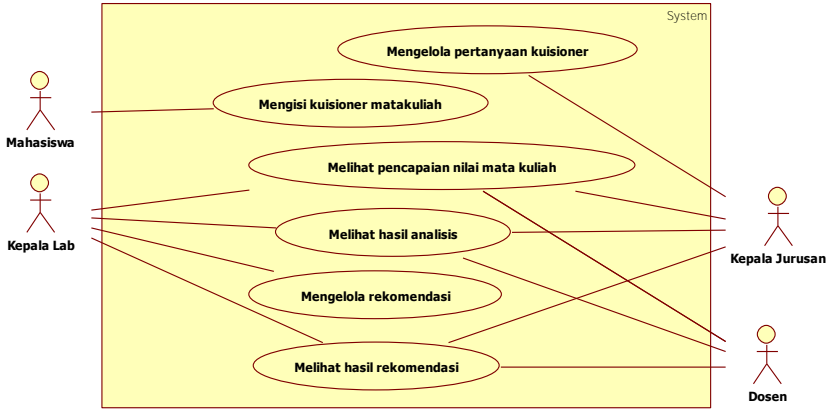 System
Mengelola pertanyaan kuisioner
Mengisi kuisioner matakuliah
Mahasiswa
Melihat pencapaian nilai mata kuliah
Kepala Lab
Melihat hasil analisis
Kepala Jurusan
Mengelola rekomendasi
Melihat hasil rekomendasi
Dosen